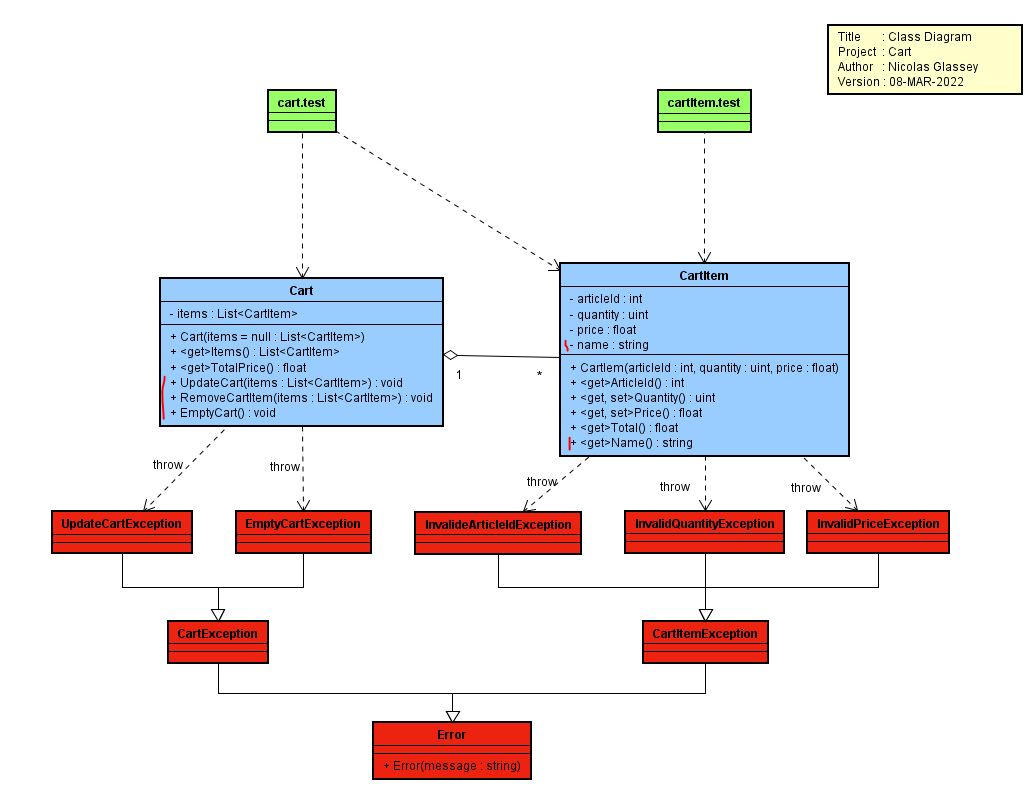 Title : Class Diagram
Project : Cart
Author : Nicolas Glassey
Version : 08-MAR-2022
cart.test
cartItem.test
Cart
- items : List<CartItem>
+ Cart(items = null : List<CartItem>)
+ <get>Items() : List<CartItem>
+ <get>TotalPrice() : float
+ UpdateCart(items : List<CartItem>) : void
+ RemoveCartItem(items : List<CartItem>) : void
+ EmptyCart() : void
1
*
CartItem
- articleId : int
- quantity : uint
- price : float
- name : string
+ CartIem(articleId : int, quantity : uint, price : float)
+ <get>ArticleId() : int
+ <get, set>Quantity() : uint
+ <get, set>Price() : float
+ <get>Total() : float
+ <get>Name() : string
throw
throw
throw
throw
throw
UpdateCartException
EmptyCartException
InvalideArticleIdException
InvalidQuantityException
InvalidPriceException
CartException
CartItemException
Error
+ Error(message : string)